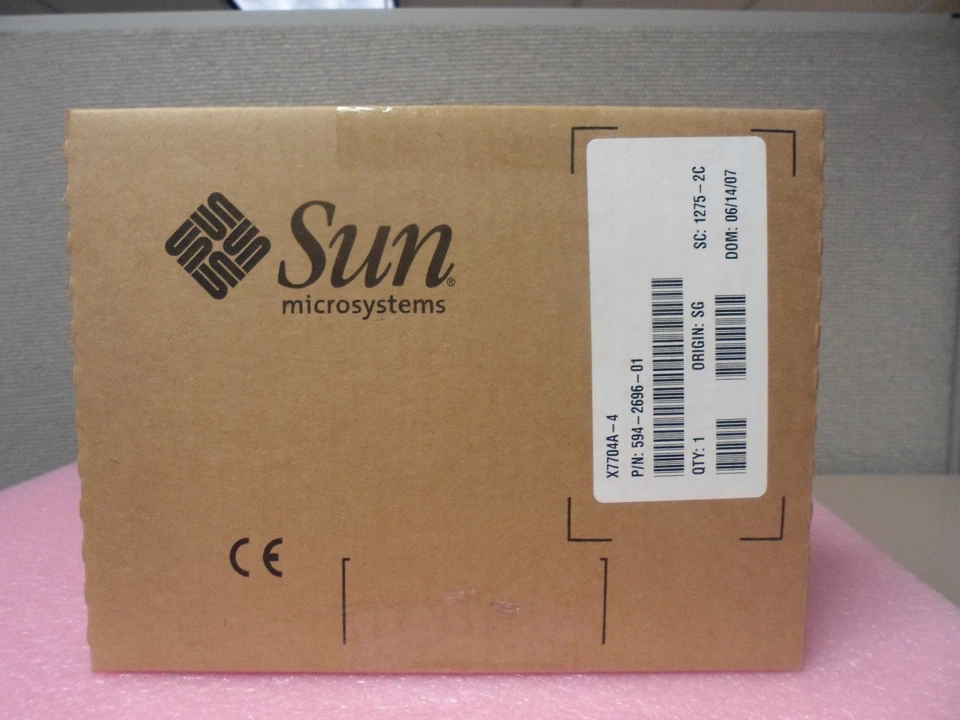 Sun®
microsystems
X7704A-4
P/N: 594-2696-01
QTY: 1 ORIGIN: SG SC: 1275-2C
DOM: 06/14/07
CE